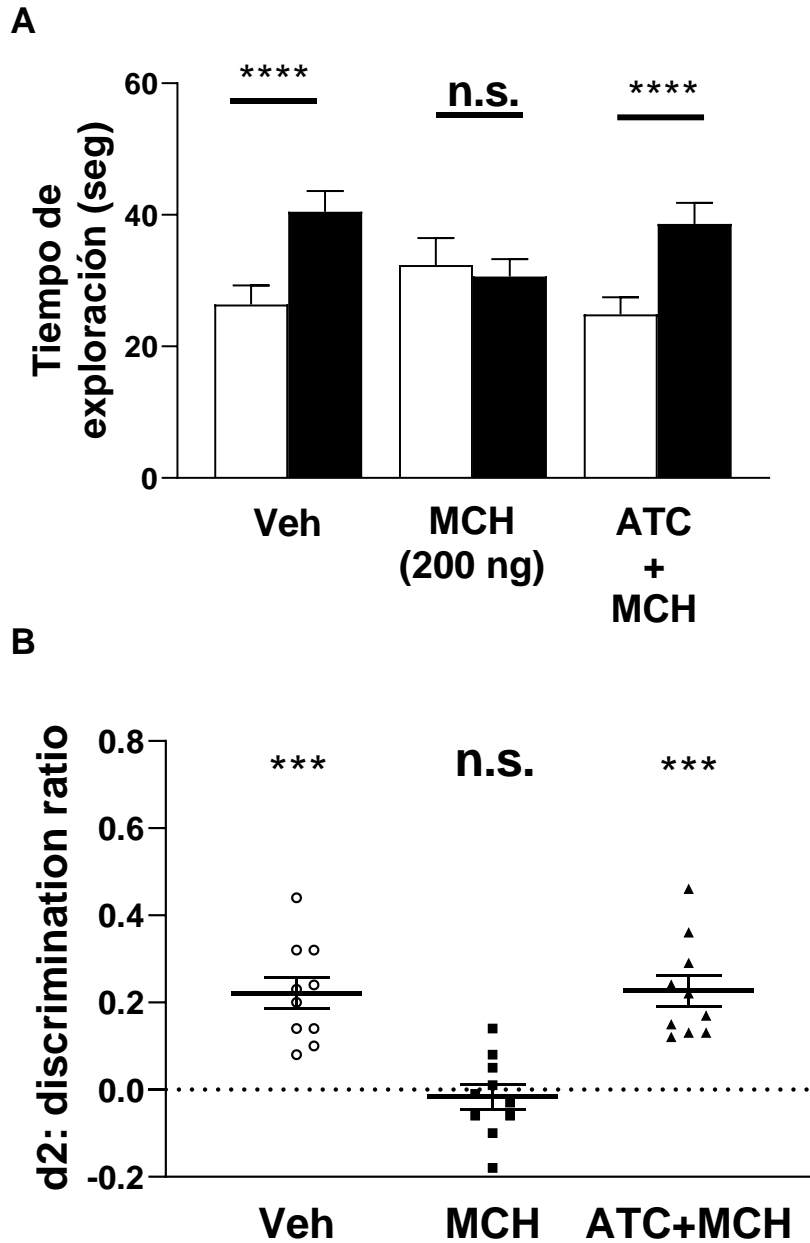 A
Tiempo de
exploración (seg)
60
40
20
0
****
n.s.
****
Veh
MCH
(200 ng)
ATC
+
MCH
B
d2: discrimination ratio
0.8
0.6
0.4
0.2
0.0
-0.2
***
n.s.
***
Veh
MCH
ATC+MCH